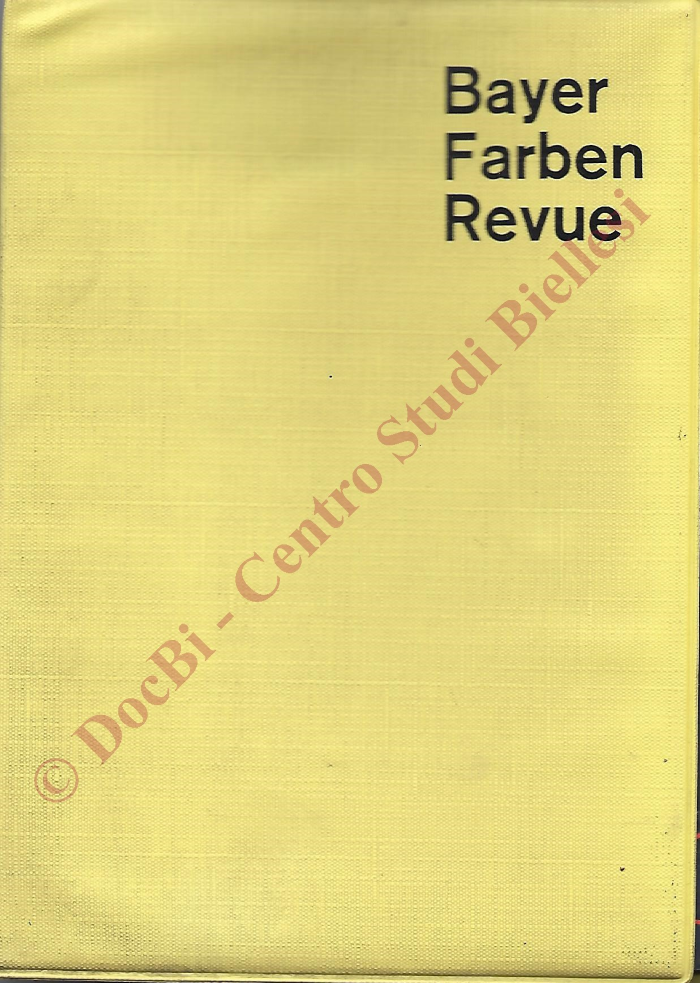 Bayer
Farben
Revue
© DocBi - Centro Studi Biellesi